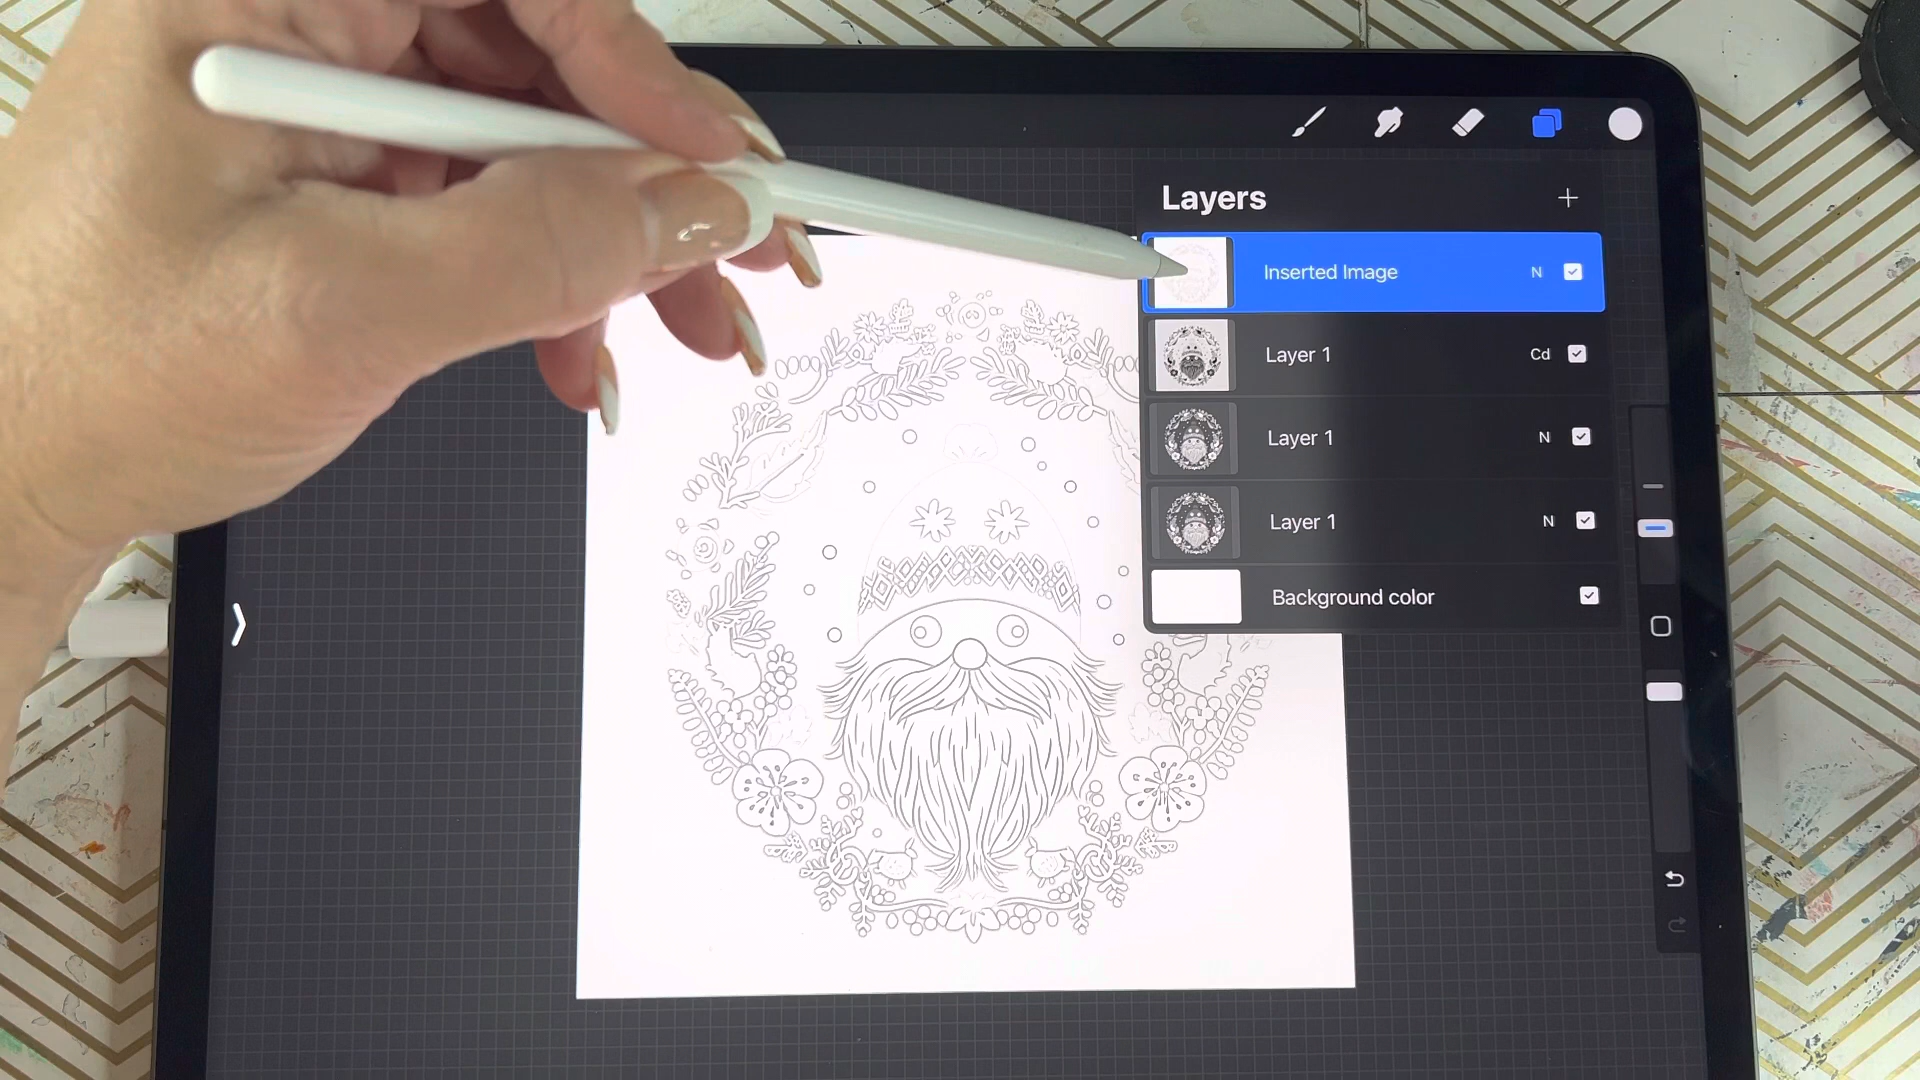 Layers
Inserted Image N
Layer 1 Cd
Layer 1 N
Layer 1 N
Background color